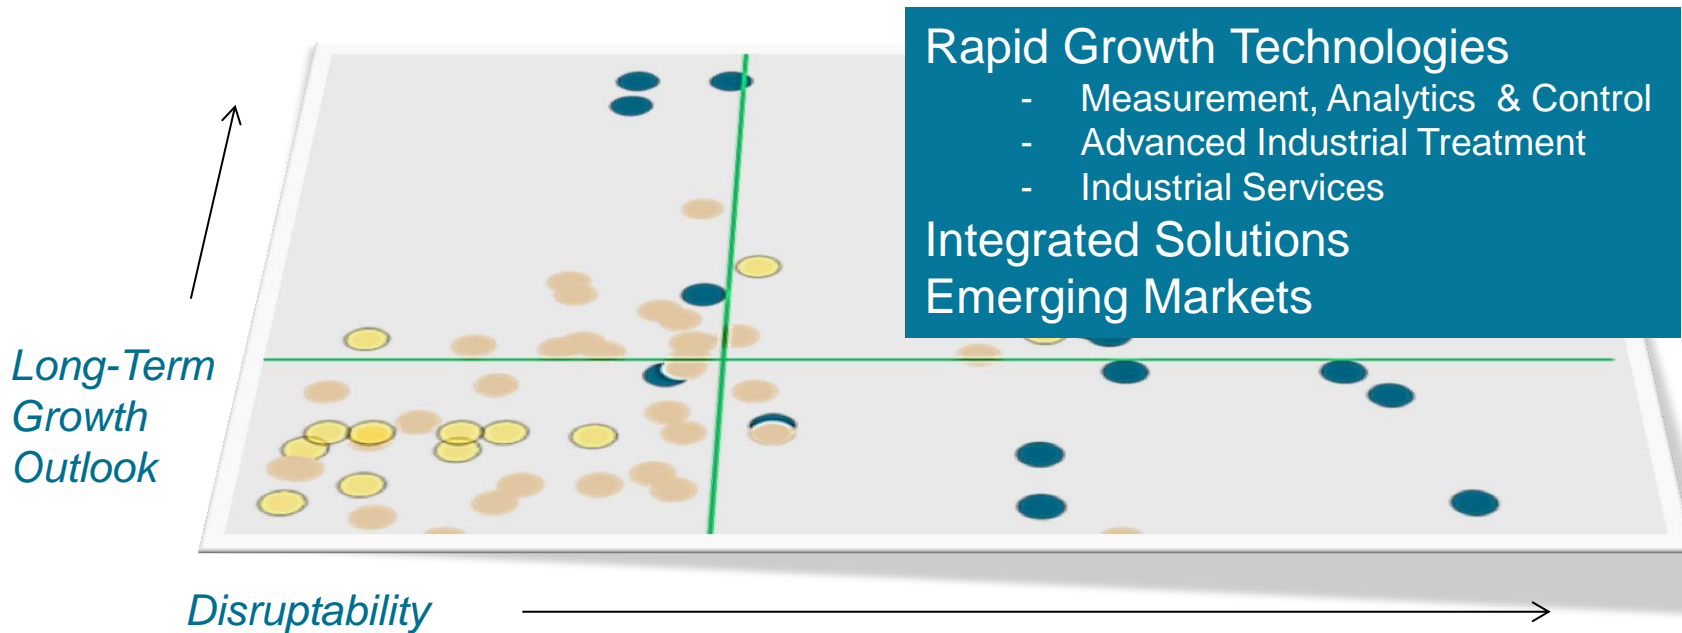 Rapid Growth Technologies
- Measurement, Analytics & Control
- Advanced Industrial Treatment
- Industrial Services
Integrated Solutions
Emerging Markets
Long-Term
Growth
Outlook
Disruptability